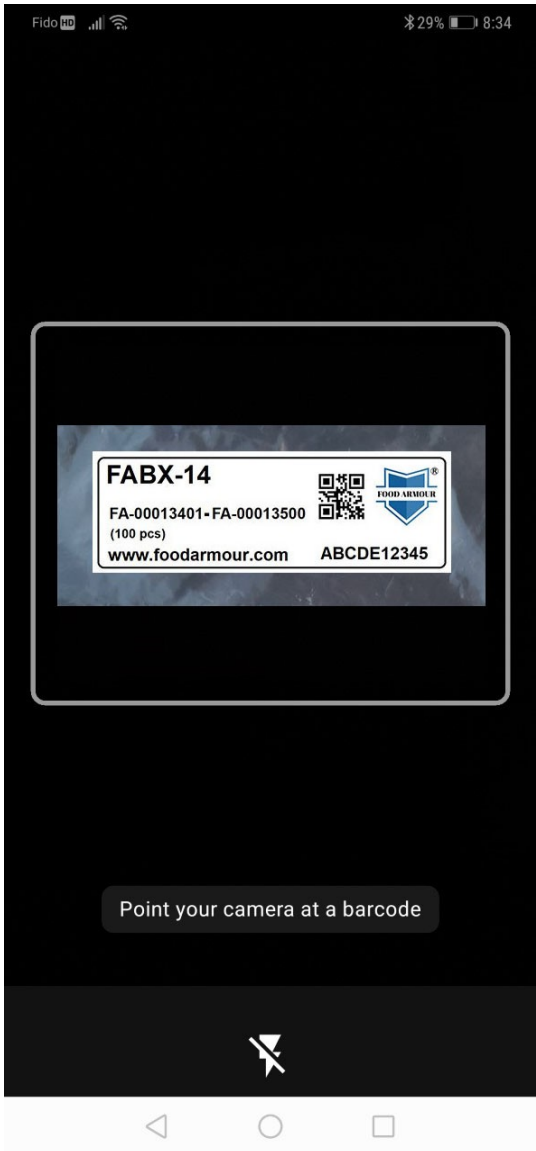 Fido HD 29% 8:34
FABX-14
FA-00013401-FA-00013500
(100 pcs)
www.foodarmour.com
FOOD ARMOUR®
ABCDE12345
Point your camera at a barcode